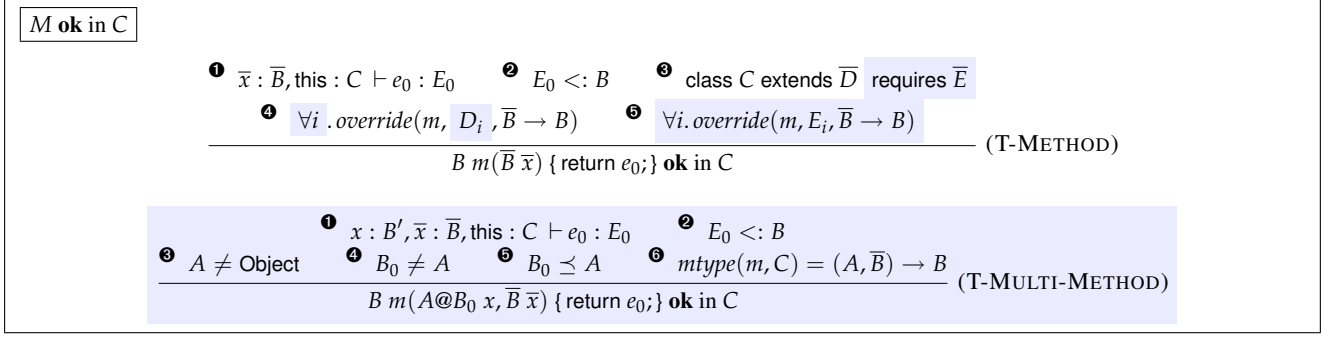 M ok in C
❶ x̅ : B̅, this : C ⊢ e₀ : E₀ ❷ E₀ <: B ❸ class C extends D̅ requires E̅
❹ ∀i . override(m, Dᵢ , B̅ → B) ❺ ∀i. override(m, Eᵢ, B̅ → B)
(T-METHOD)
B m(B̅ x̅) { return e₀;} ok in C
❶ x : B′, x̅ : B̅, this : C ⊢ e₀ : E₀ ❷ E₀ <: B
❸ A ≠ Object ❹ B₀ ≠ A ❺ B₀ ⪯ A ❻ mtype(m, C) = (A, B̅) → B
(T-MULTI-METHOD)
B m(A@B₀ x, B̅ x̅) { return e₀;} ok in C